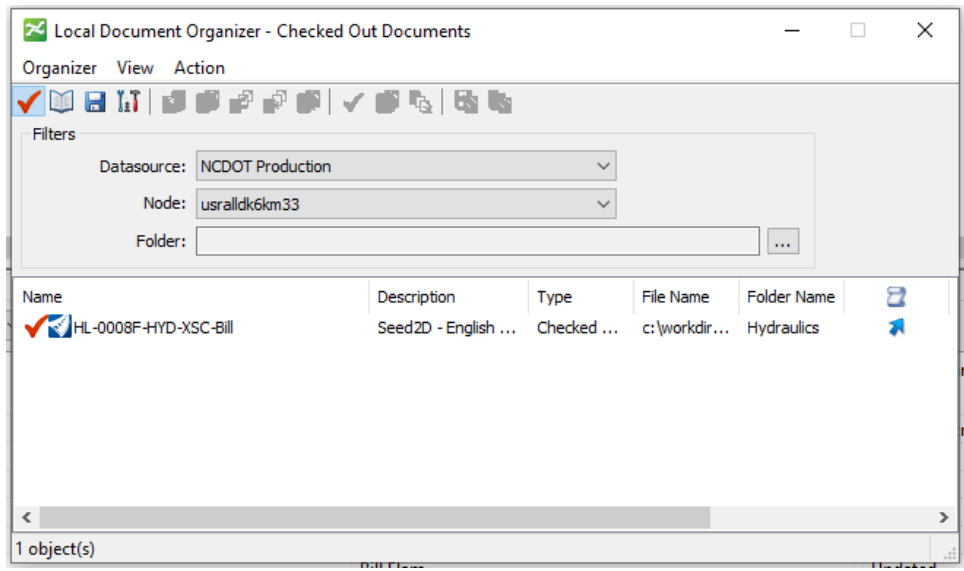 Local Document Organizer - Checked Out Documents
Organizer View Action
Filters
Datasource: NCDOT Production
Node: usralldk6km33
Folder:
...
Name Description Type File Name Folder Name
HL-0008F-HYD-XSC-Bill Seed2D - English ... Checked ... c:\workdir... Hydraulics
1 object(s)